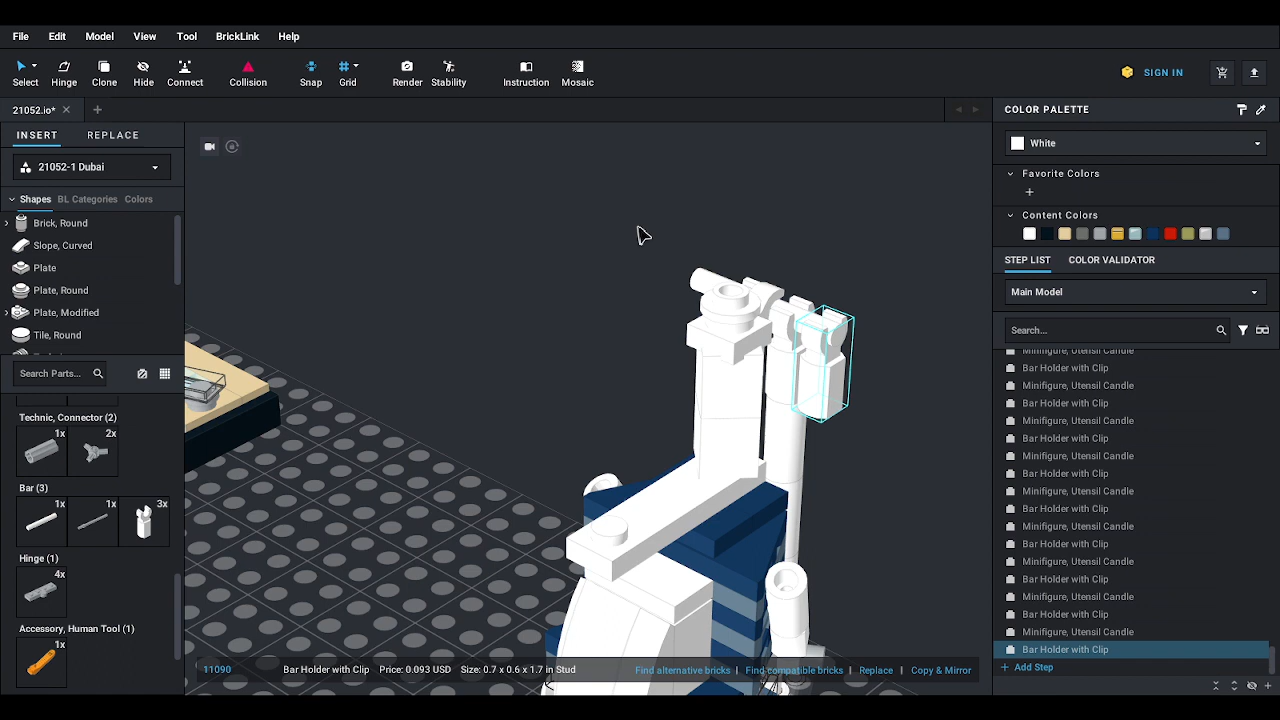 File Edit Model View Tool BrickLink Help
Select Hinge Clone Hide Connect Collision Snap Grid Render Stability Instruction Mosaic SIGN IN
21052.io*
INSERT REPLACE
21052-1 Dubai
Shapes BL Categories Colors
Brick, Round
Slope, Curved
Plate
Plate, Round
Plate, Modified
Tile, Round
Search Parts...
Technic, Connector (2)
1x 2x
Bar (3)
1x 1x 3x
Hinge (1)
4x
Accessory, Human Tool (1)
1x
11090 Bar Holder with Clip Price: 0.093 USD Size: 0.7 x 0.6 x 1.7 in Stud Find alternative bricks | Find compatible bricks | Replace | Copy & Mirror
COLOR PALETTE
White
Favorite Colors
+
Content Colors
STEP LIST COLOR VALIDATOR
Main Model
Search...
Minifigure, Utensil Candle
Bar Holder with Clip
Minifigure, Utensil Candle
Bar Holder with Clip
Minifigure, Utensil Candle
Bar Holder with Clip
Minifigure, Utensil Candle
Bar Holder with Clip
Minifigure, Utensil Candle
Bar Holder with Clip
Minifigure, Utensil Candle
Bar Holder with Clip
Minifigure, Utensil Candle
Bar Holder with Clip
Minifigure, Utensil Candle
Bar Holder with Clip
Minifigure, Utensil Candle
Bar Holder with Clip
+ Add Step